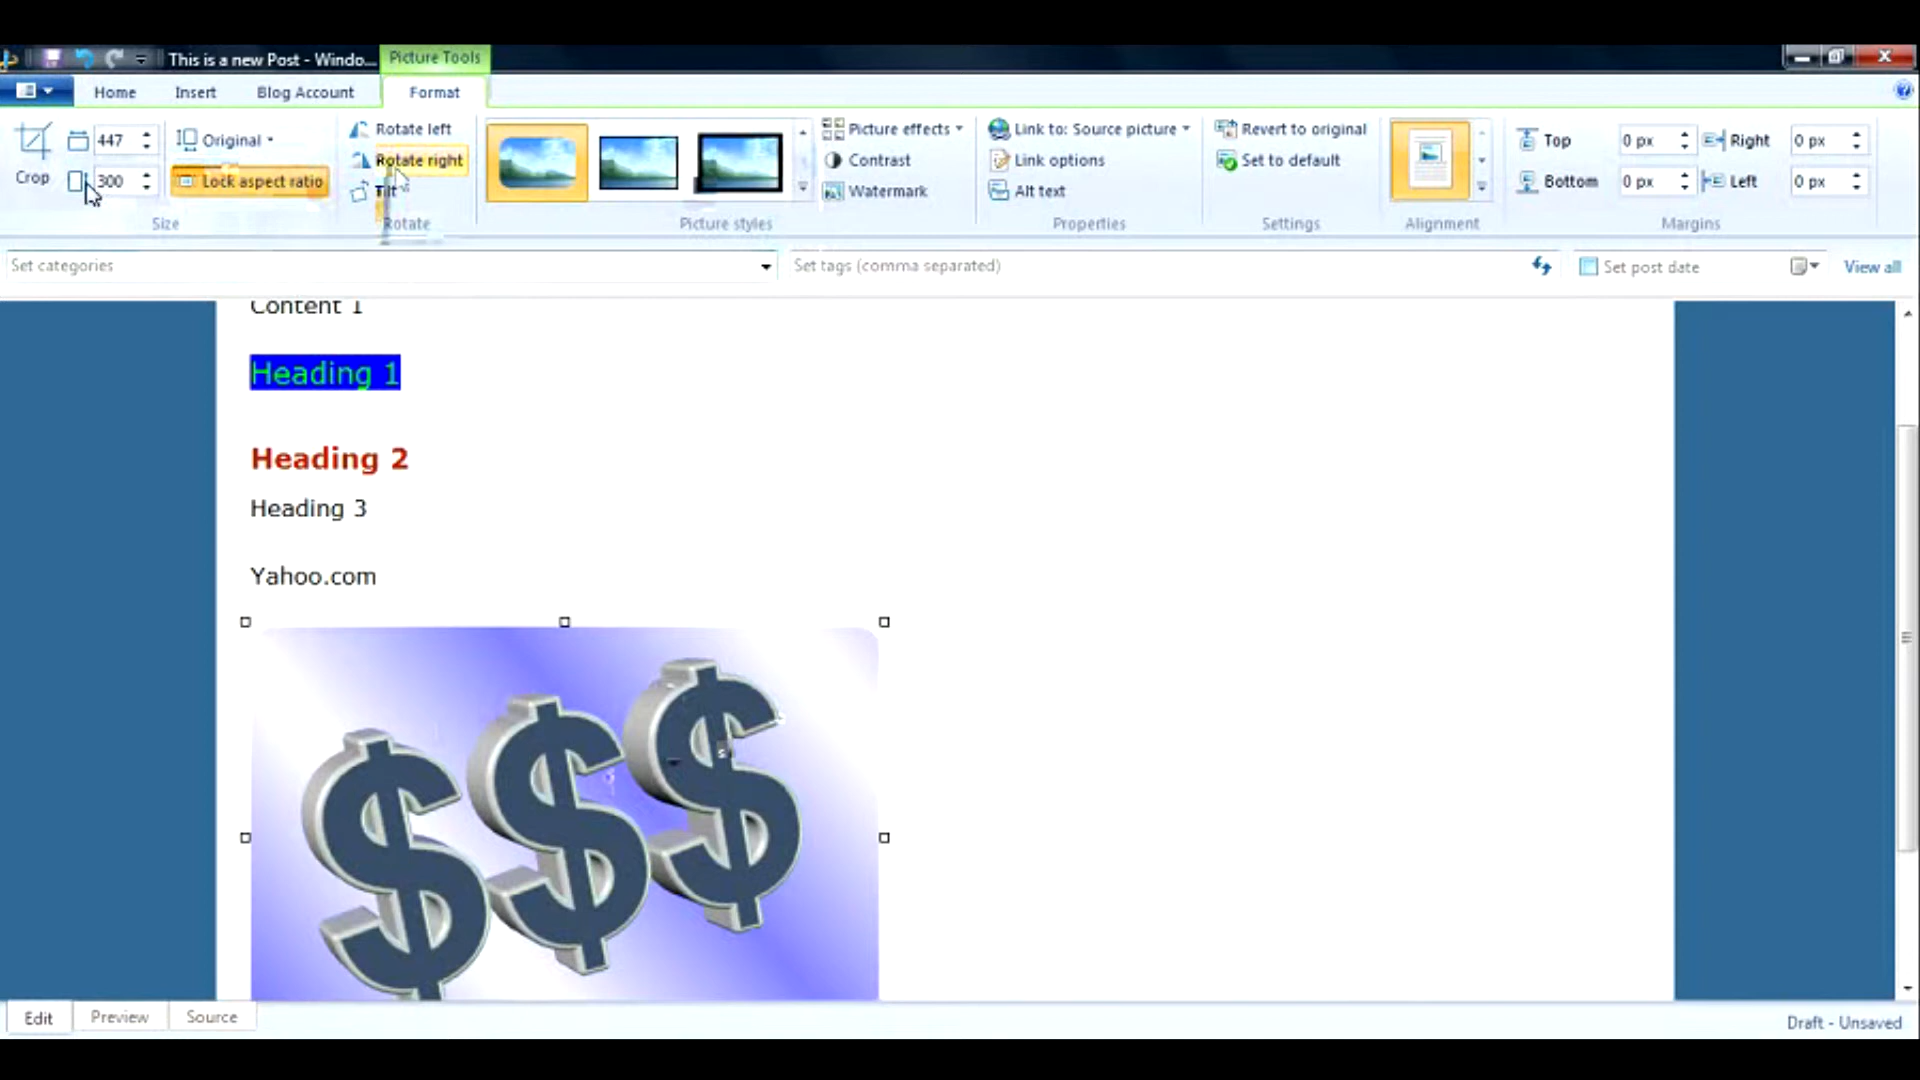 This is a new Post - Windo...
Picture Tools
Home
Insert
Blog Account
Format
Crop
447
300
Original
Lock aspect ratio
Size
Rotate left
Rotate right
Tilt
Rotate
Picture styles
Picture effects
Contrast
Watermark
Link to: Source picture
Link options
Alt text
Properties
Revert to original
Set to default
Settings
Alignment
Top 0 px
Right 0 px
Bottom 0 px
Left 0 px
Margins
Set categories
Set tags (comma separated)
Set post date
View all
Content 1
Heading 1
Heading 2
Heading 3
Yahoo.com
$$$
Edit
Preview
Source
Draft - Unsaved